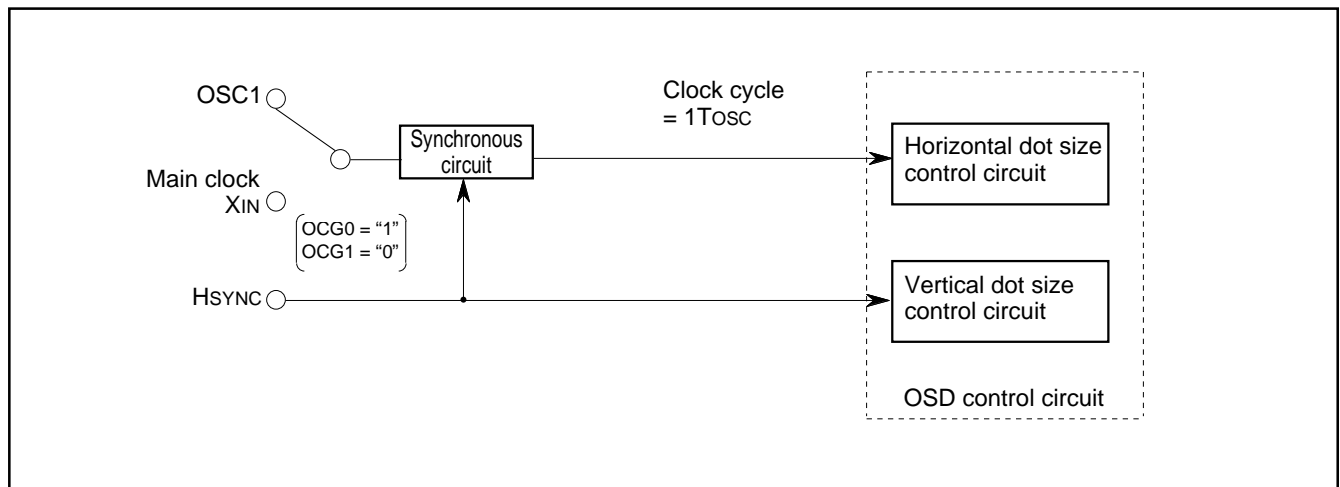 OSC1
Main clock
XIN
OCG0 = “1”
OCG1 = “0”
HSYNC
Synchronous
circuit
Clock cycle
= 1TOSC
Horizontal dot size
control circuit
Vertical dot size
control circuit
OSD control circuit